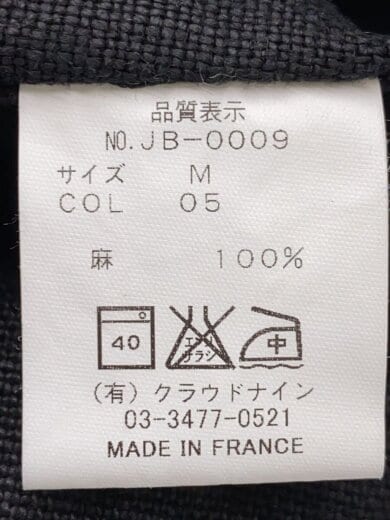 品質表示
NO.JB-0009
サイズ M
COL 05
麻 100%
40 エンソ サラシ 中
(有) クラウドナイン
03-3477-0521
MADE IN FRANCE